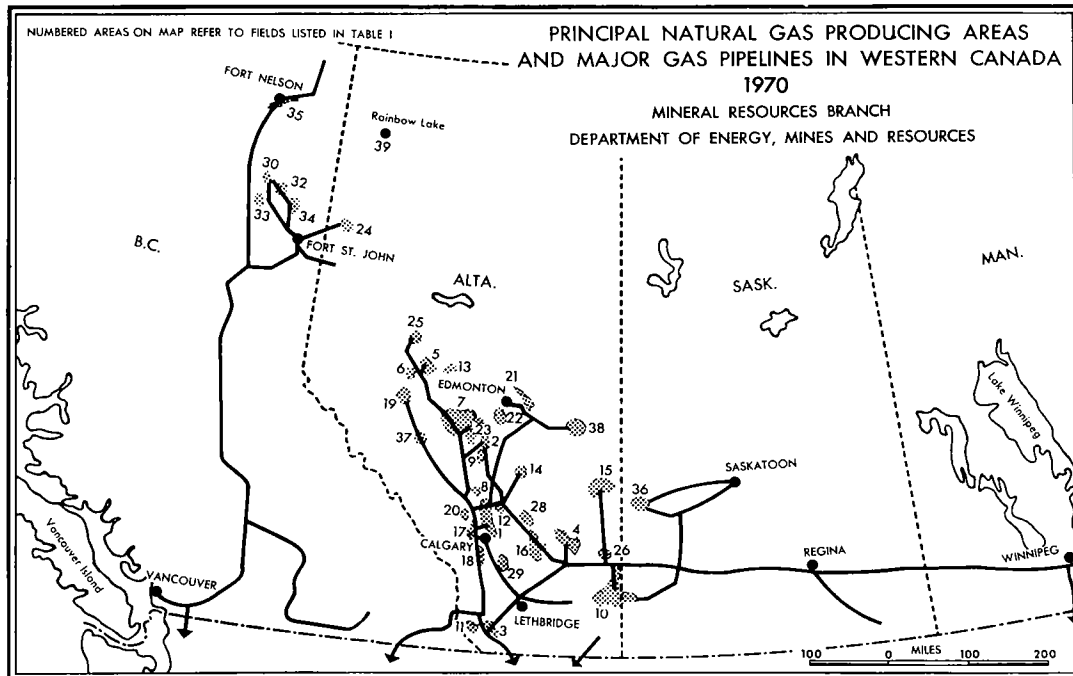 NUMBERED AREAS ON MAP REFER TO FIELDS LISTED IN TABLE 1
PRINCIPAL NATURAL GAS PRODUCING AREAS
AND MAJOR GAS PIPELINES IN WESTERN CANADA
1970
MINERAL RESOURCES BRANCH
DEPARTMENT OF ENERGY, MINES AND RESOURCES
FORT NELSON
35
Rainbow Lake
39
30
32
33
34
24
FORT ST. JOHN
B.C.
ALTA.
SASK.
MAN.
25
5
6
13
EDMONTON
21
19
7
22
23
38
37
2
9
14
15
8
36
SASKATOON
Lake Winnipeg
20
12
28
17
1
4
CALGARY
16
26
18
29
REGINA
WINNIPEG
Vancouver Island
VANCOUVER
10
LETHBRIDGE
11
3
100 0 MILES 100 200